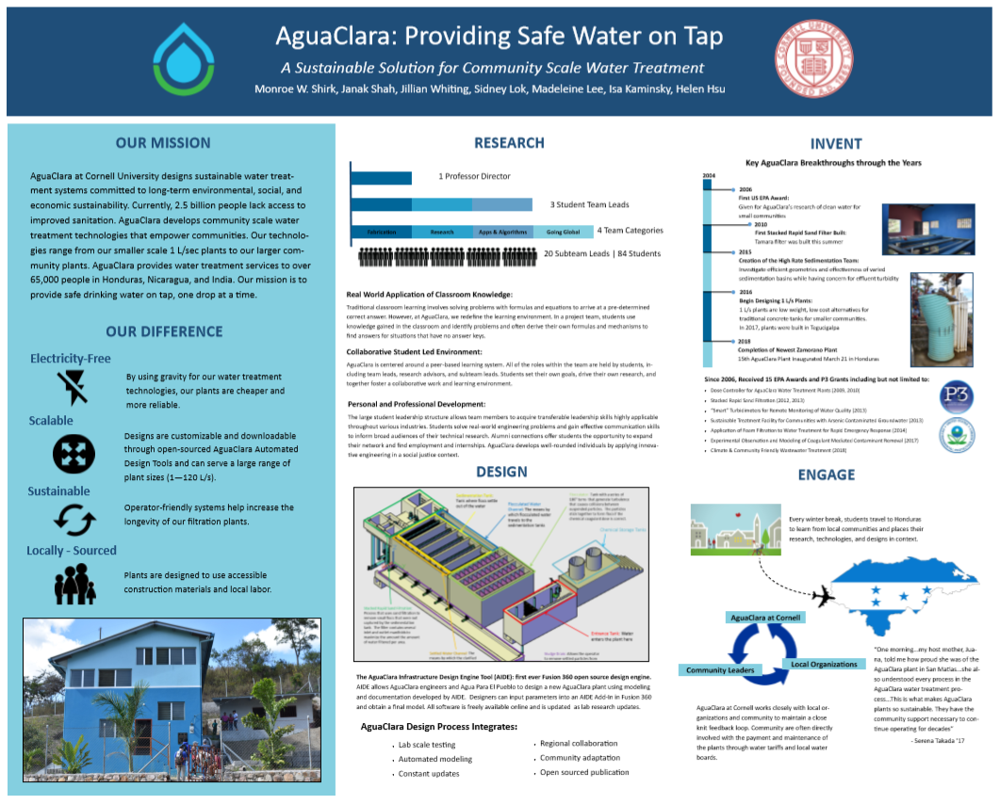 AguaClara: Providing Safe Water on Tap
A Sustainable Solution for Community Scale Water Treatment
Monroe W. Shirk, Janak Shah, Jillian Whiting, Sidney Lok, Madeleine Lee, Isa Kaminsky, Helen Hsu
CORNELL UNIVERSITY
FOUNDED A.D. 1865
OUR MISSION
AguaClara at Cornell University designs sustainable water treat-
ment systems committed to long-term environmental, social, and
economic sustainability. Currently, 2.5 billion people lack access to
improved sanitation. AguaClara develops community scale water
treatment technologies that empower communities. Our technolo-
gies range from our smaller scale 1 L/sec plants to our larger com-
munity plants. AguaClara provides water treatment services to over
65,000 people in Honduras, Nicaragua, and India. Our mission is to
provide safe drinking water on tap, one drop at a time.
OUR DIFFERENCE
Electricity-Free
By using gravity for our water treatment
technologies, our plants are cheaper and
more reliable.
Scalable
Designs are customizable and downloadable
through open-sourced AguaClara Automated
Design Tools and can serve a large range of
plant sizes (1—120 L/s).
Sustainable
Operator-friendly systems help increase the
longevity of our filtration plants.
Locally - Sourced
Plants are designed to use accessible
construction materials and local labor.
RESEARCH
1 Professor Director
3 Student Team Leads
Fabrication Research Apps & Algorithms Going Global 4 Team Categories
20 Subteam Leads | 84 Students
Real World Application of Classroom Knowledge:
Traditional classroom learning involves solving problems with formulas and equations to arrive at a pre-determined
correct answer. However, at AguaClara, we redefine the learning environment. In a project team, students use
knowledge gained in the classroom and identify problems and often derive their own formulas and mechanisms to
find answers for situations that have no answer keys.
Collaborative Student Led Environment:
AguaClara is centered around a peer-based learning system. All of the roles within the team are held by students, in-
cluding team leads, research advisors, and subteam leads. Students set their own goals, drive their own research, and
together foster a collaborative work and learning environment.
Personal and Professional Development:
The large student leadership structure allows team members to acquire transferable leadership skills highly applicable
throughout various industries. Students solve real-world engineering problems and gain effective communication skills
to inform broad audiences of their technical research. Alumni connections offer students the opportunity to expand
their network and find employment and internships. AguaClara develops well-rounded individuals by applying innova-
tive engineering in a social justice context.
DESIGN
Chemical Dosage Tanks
Entrance Tank: Water
enters the plant here
The AguaClara Infrastructure Design Engine Tool (AIDE): first ever Fusion 360 open source design engine.
AIDE allows AguaClara engineers and Agua Para El Pueblo to design a new AguaClara plant using modeling
and documentation developed by AIDE. Designers can input parameters into an AIDE Add-In in Fusion 360
and obtain a final model. All software is freely available online and is updated as lab research updates.
AguaClara Design Process Integrates:
• Lab scale testing
• Automated modeling
• Constant updates
• Regional collaboration
• Community adaptation
• Open sourced publication
INVENT
Key AguaClara Breakthroughs through the Years
2004
2006
First US EPA Award:
Given for AguaClara's research of clean water for
small communities
2010
First Stacked Rapid Sand Filter Built:
Tamara filter was built this summer
2015
Creation of the High Rate Sedimentation Team:
Investigate efficient geometries and effectiveness of varied
sedimentation basins while having concern for effluent turbidity
2016
Begin Designing 1 L/s Plants:
1 L/s plants are low weight, low cost alternatives for
traditional concrete tanks for smaller communities.
In 2017, plants were built in Tegucigalpa
2018
Completion of Newest Zamorano Plant
15th AguaClara Plant Inaugurated March 21 in Honduras
Since 2006, Received 15 EPA Awards and P3 Grants including but not limited to:
• Dose Controller for AguaClara Water Treatment Plants (2009, 2010)
• Stacked Rapid Sand Filtration (2012, 2013)
• "Smart" Turbidimeters for Remote Monitoring of Water Quality (2013)
• Sustainable Treatment Facility for Communities with Arsenic Contaminated Groundwater (2013)
• Application of Foam Filtration to Water Treatment for Rapid Emergency Response (2014)
• Experimental Observation and Modeling of Coagulant Mediated Contaminant Removal (2017)
• Climate & Community Friendly Wastewater Treatment (2018)
P3
ENGAGE
Every winter break, students travel to Honduras
to learn from local communities and places their
research, technologies, and designs in context.
AguaClara at Cornell
Community Leaders
Local Organizations
AguaClara at Cornell works closely with local or-
ganizations and community to maintain a close
knit feedback loop. Community are often directly
involved with the payment and maintenance of
the plants through water tariffs and local water
boards.
"One morning...my host mother, Jua-
na, told me how proud she was of the
AguaClara plant in San Matias...she al-
so understood every process in the
AguaClara water treatment pro-
cess...This is what makes AguaClara
plants so sustainable. They have the
community support necessary to con-
tinue operating for decades"
- Serena Takada '17